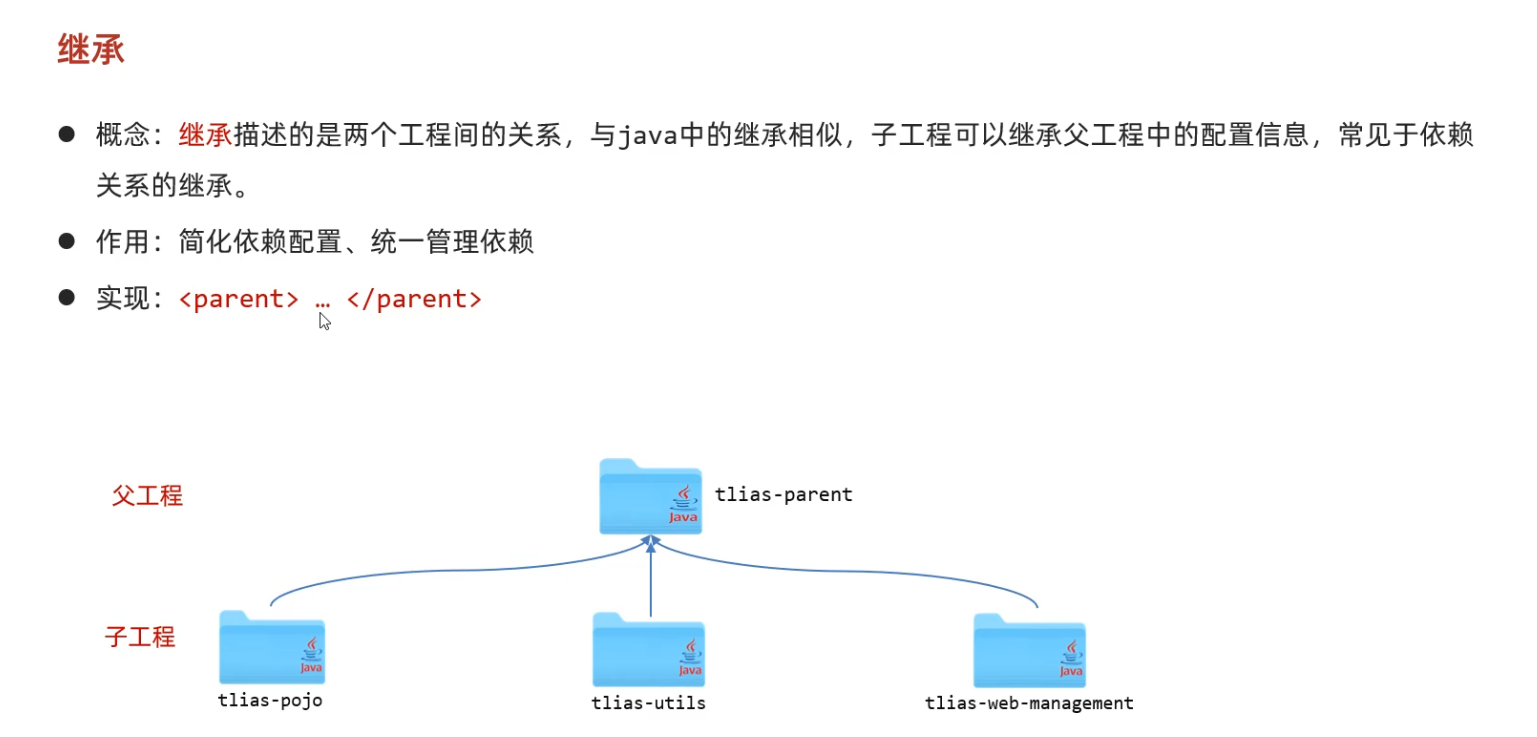 继承
● 概念：继承描述的是两个工程间的关系，与java中的继承相似，子工程可以继承父工程中的配置信息，常见于依赖
关系的继承。
● 作用：简化依赖配置、统一管理依赖
● 实现：<parent> … </parent>
父工程
Java
tlias-parent
子工程
Java
Java
Java
tlias-pojo
tlias-utils
tlias-web-management